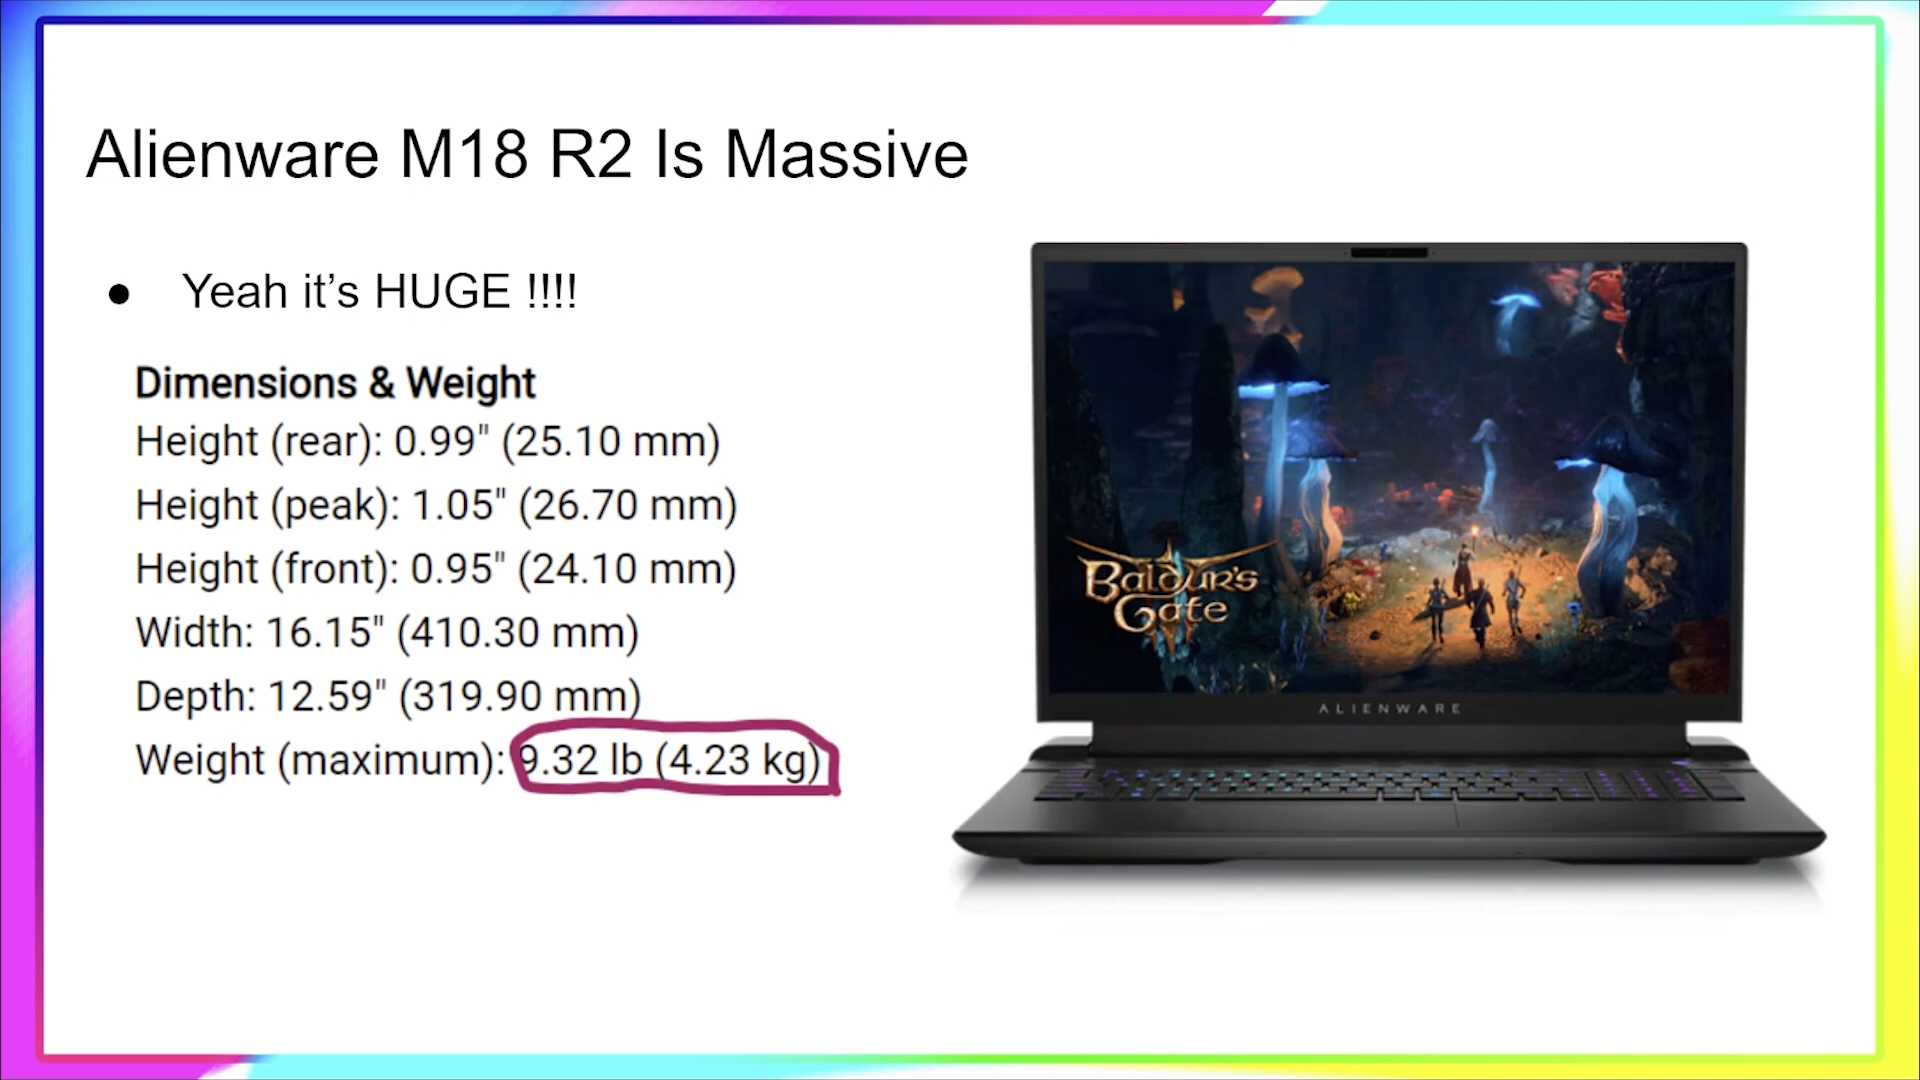 Alienware M18 R2 Is Massive
● Yeah it’s HUGE !!!!
Dimensions & Weight
Height (rear): 0.99" (25.10 mm)
Height (peak): 1.05" (26.70 mm)
Height (front): 0.95" (24.10 mm)
Width: 16.15" (410.30 mm)
Depth: 12.59" (319.90 mm)
Weight (maximum): 9.32 lb (4.23 kg)
Baldur's
Gate
ALIENWARE